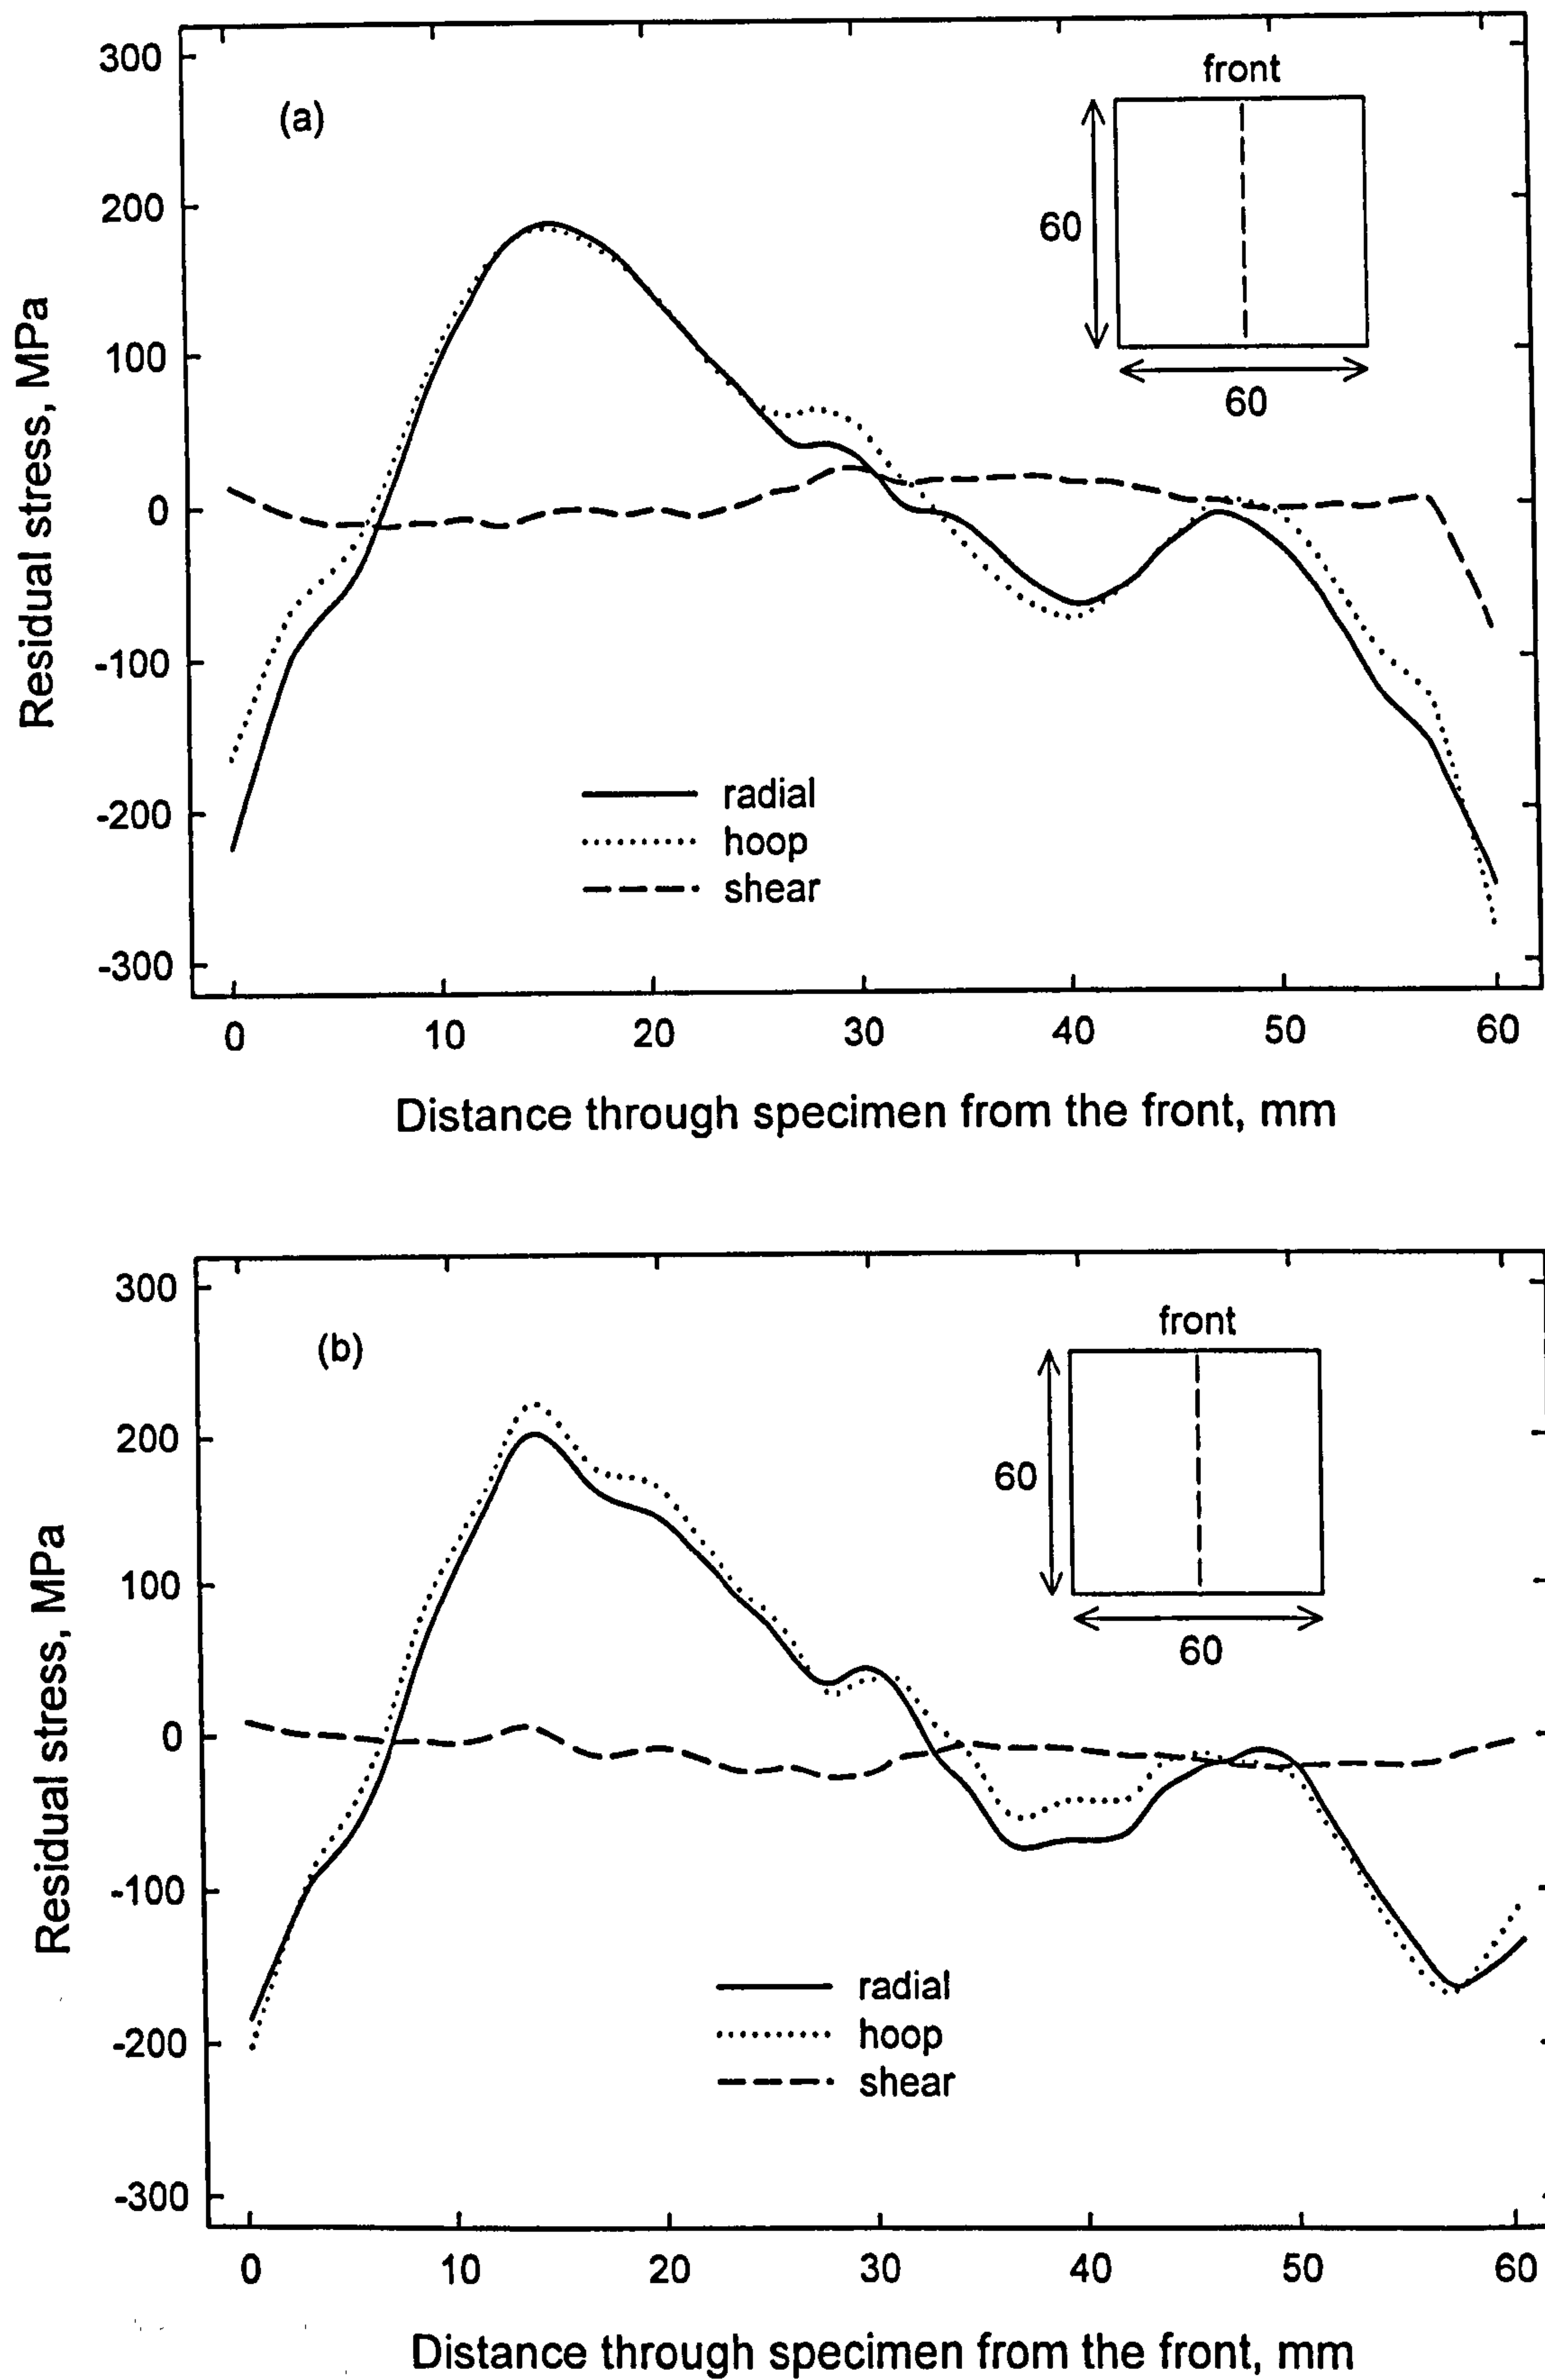 300
200
100
0
-100
-200
-300
Residual stress, MPa
(a)
front
60
60
radial
hoop
shear
0 10 20 30 40 50 60
Distance through specimen from the front, mm
300
200
100
0
-100
-200
-300
Residual stress, MPa
(b)
front
60
60
radial
hoop
shear
0 10 20 30 40 50 60
Distance through specimen from the front, mm